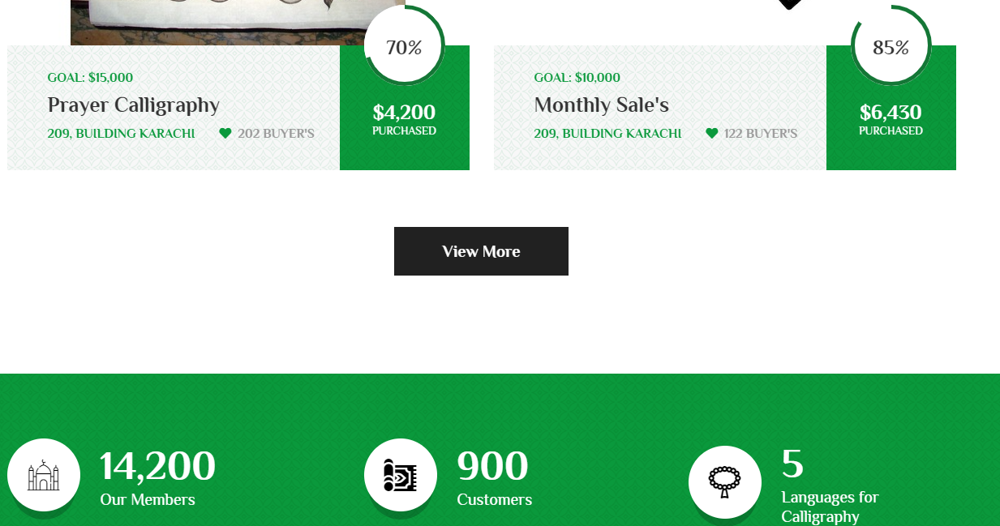 70%
GOAL: $15,000
Prayer Calligraphy
209, BUILDING KARACHI
202 BUYER'S
$4,200
PURCHASED
85%
GOAL: $10,000
Monthly Sale's
209, BUILDING KARACHI
122 BUYER'S
$6,430
PURCHASED
View More
14,200
Our Members
900
Customers
5
Languages for
Calligraphy